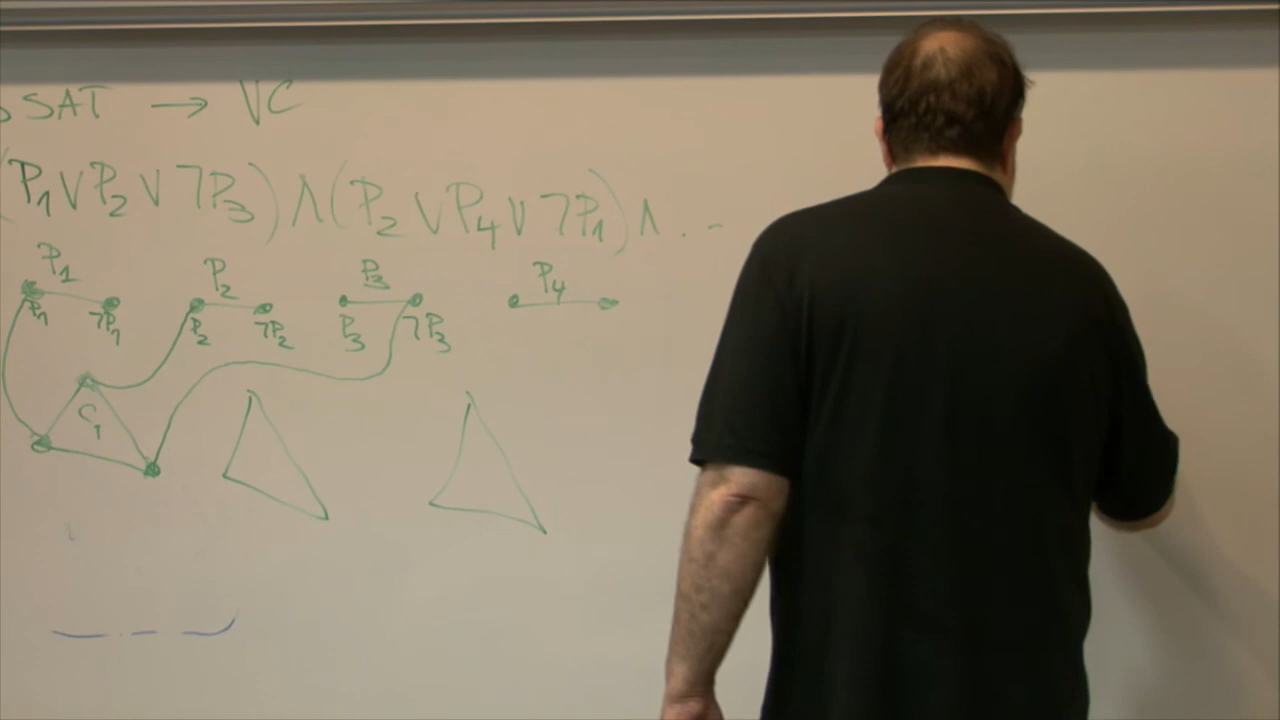 SAT → VC
(P₁ ∨ P₂ ∨ ¬P₃) ∧ (P₂ ∨ P₄ ∨ ¬P₁) ∧ . -
P₁ P₂ P₃ P₄
P₁ ¬P₁ P₂ ¬P₂ P₃ ¬P₃
C₁